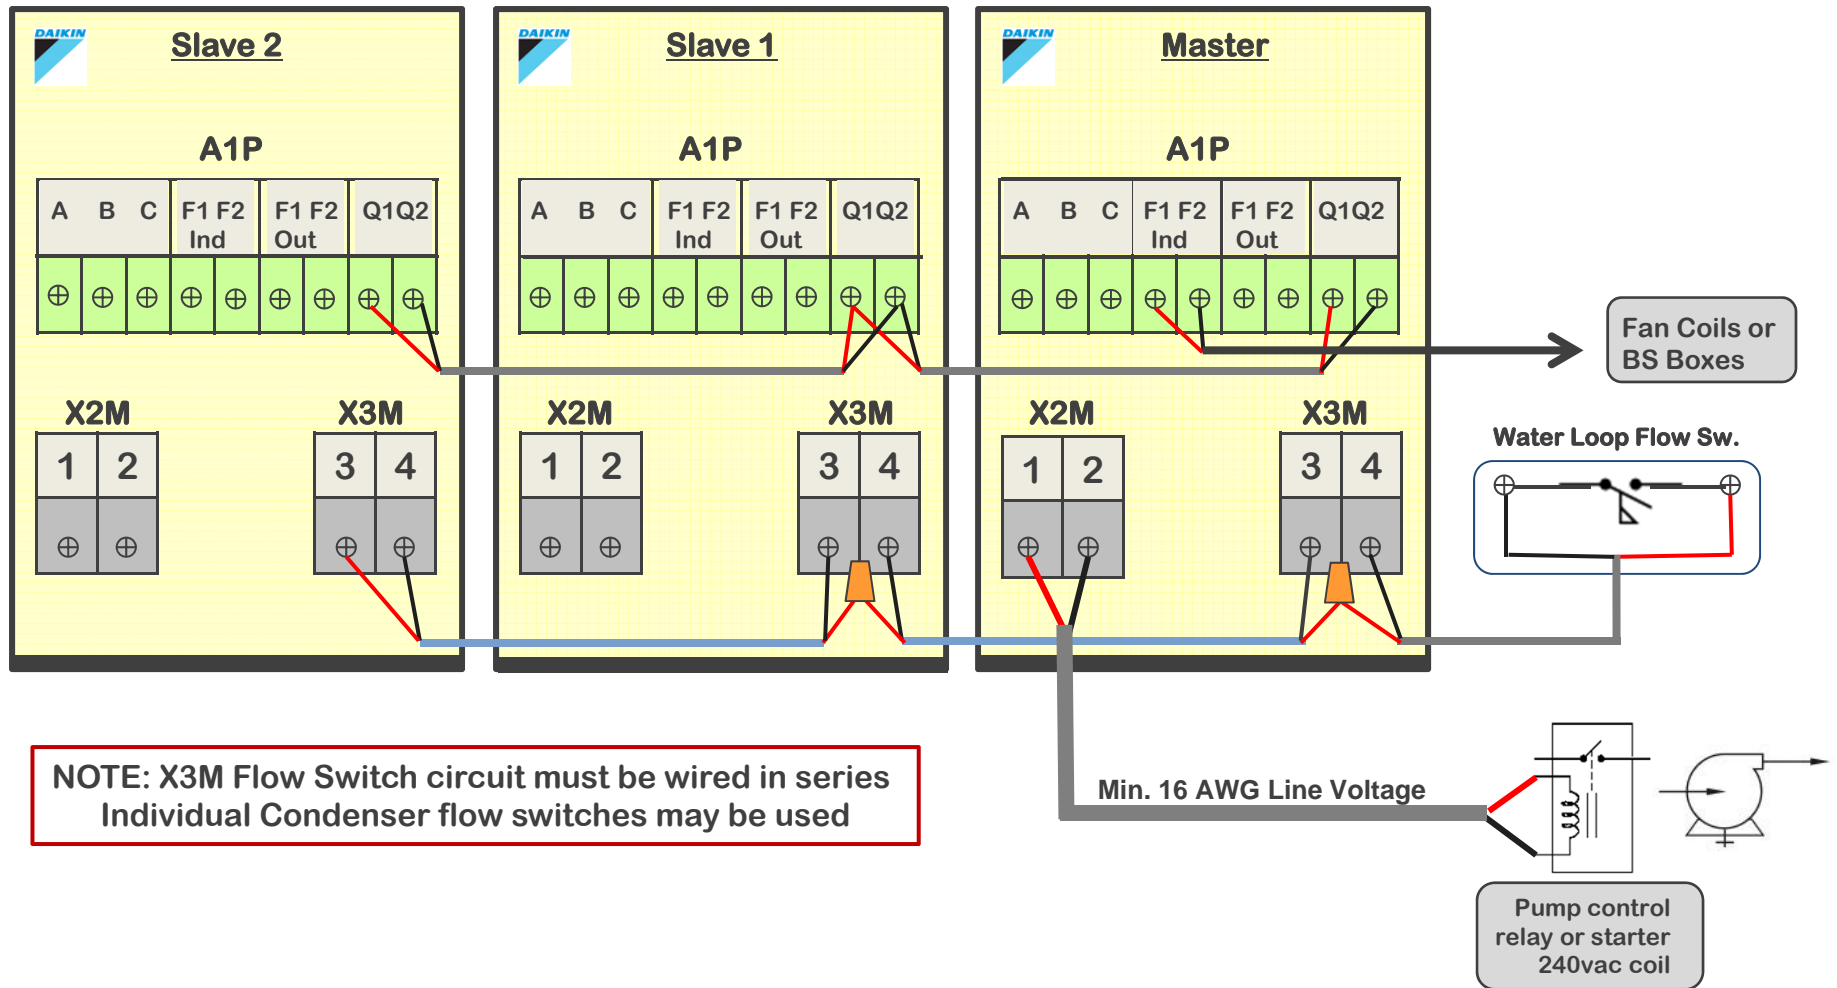 DAIKIN
Slave 2
A1P
A B C F1 F2 F1 F2 Q1Q2
Ind Out
X2M X3M
1 2 3 4
DAIKIN
Slave 1
A1P
A B C F1 F2 F1 F2 Q1Q2
Ind Out
X2M X3M
1 2 3 4
DAIKIN
Master
A1P
A B C F1 F2 F1 F2 Q1Q2
Ind Out
X2M X3M
1 2 3 4
Fan Coils or
BS Boxes
Water Loop Flow Sw.
NOTE: X3M Flow Switch circuit must be wired in series
Individual Condenser flow switches may be used
Min. 16 AWG Line Voltage
Pump control
relay or starter
240vac coil